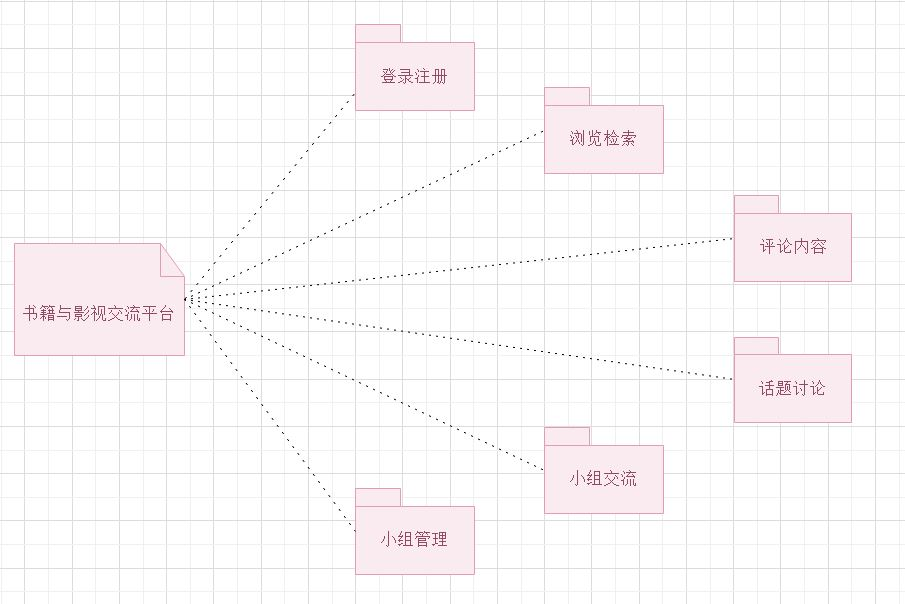 登录注册
浏览检索
评论内容
书籍与影视交流平台
话题讨论
小组交流
小组管理